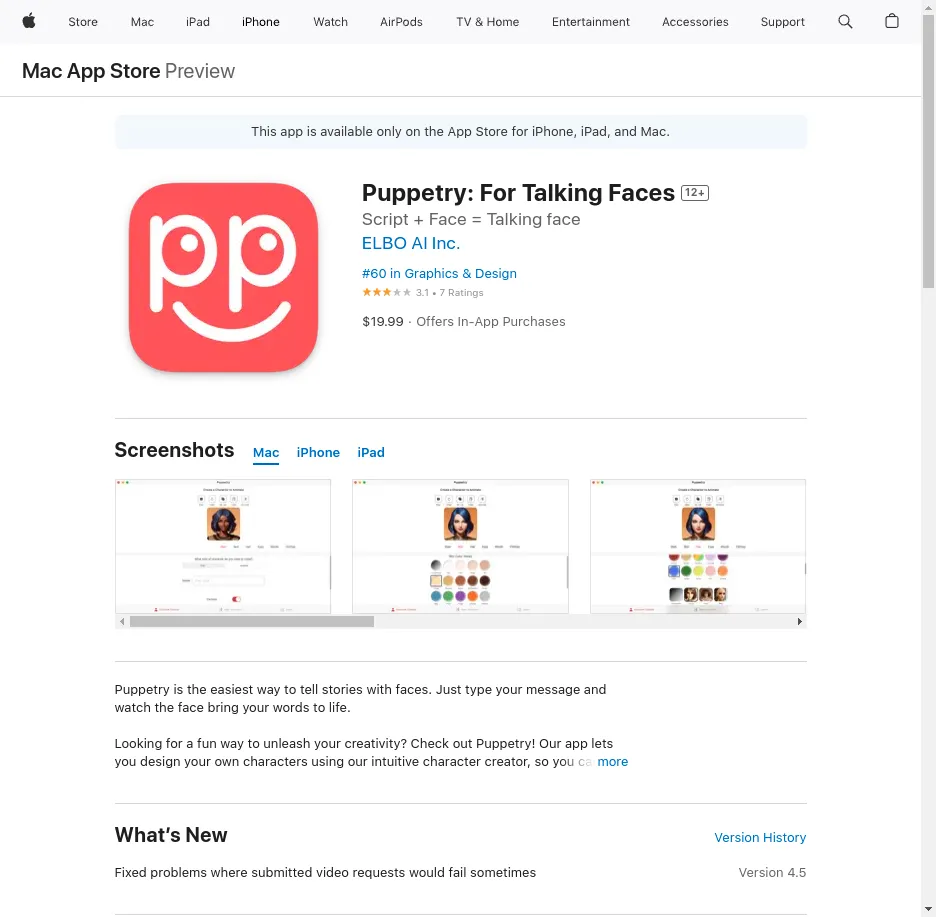 Store Mac iPad iPhone Watch AirPods TV & Home Entertainment Accessories Support
Mac App Store Preview
This app is available only on the App Store for iPhone, iPad, and Mac.
pp
Puppetry: For Talking Faces 12+
Script + Face = Talking face
ELBO AI Inc.
#60 in Graphics & Design
3.1 • 7 Ratings
$19.99 · Offers In-App Purchases
Screenshots Mac iPhone iPad
Puppetry Puppetry Puppetry
Puppetry is the easiest way to tell stories with faces. Just type your message and
watch the face bring your words to life.
Looking for a fun way to unleash your creativity? Check out Puppetry! Our app lets
you design your own characters using our intuitive character creator, so you ca more
What's New Version History
Fixed problems where submitted video requests would fail sometimes Version 4.5